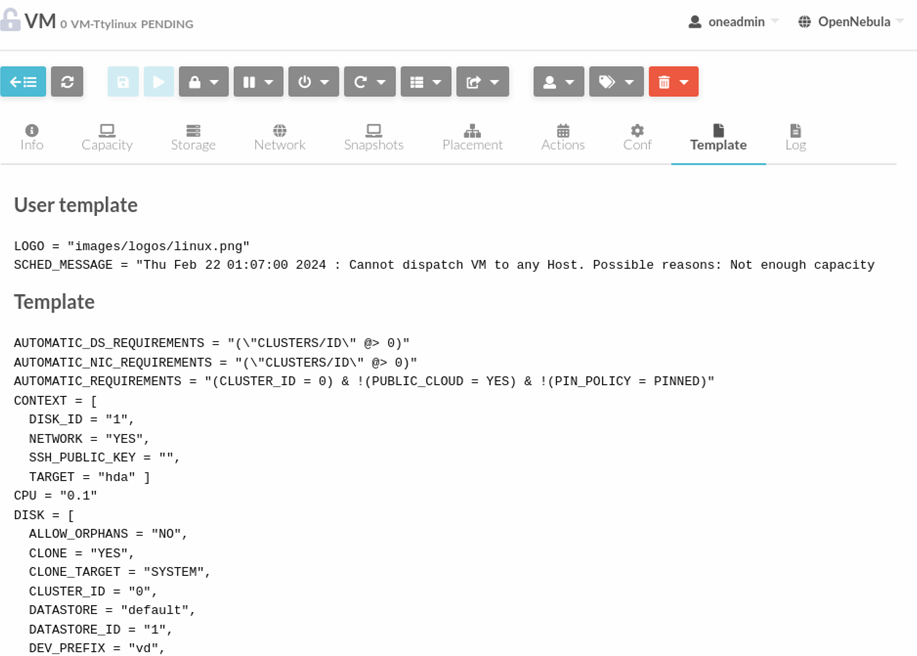 VM 0 VM-Ttylinux PENDING
oneadmin
OpenNebula
Info
Capacity
Storage
Network
Snapshots
Placement
Actions
Conf
Template
Log
User template
LOGO = "images/logos/linux.png"
SCHED_MESSAGE = "Thu Feb 22 01:07:00 2024 : Cannot dispatch VM to any Host. Possible reasons: Not enough capacity
Template
AUTOMATIC_DS_REQUIREMENTS = "(\"CLUSTERS/ID\" @> 0)"
AUTOMATIC_NIC_REQUIREMENTS = "(\"CLUSTERS/ID\" @> 0)"
AUTOMATIC_REQUIREMENTS = "(CLUSTER_ID = 0) & !(PUBLIC_CLOUD = YES) & !(PIN_POLICY = PINNED)"
CONTEXT = [
  DISK_ID = "1",
  NETWORK = "YES",
  SSH_PUBLIC_KEY = "",
  TARGET = "hda" ]
CPU = "0.1"
DISK = [
  ALLOW_ORPHANS = "NO",
  CLONE = "YES",
  CLONE_TARGET = "SYSTEM",
  CLUSTER_ID = "0",
  DATASTORE = "default",
  DATASTORE_ID = "1",
  DEV_PREFIX = "vd",